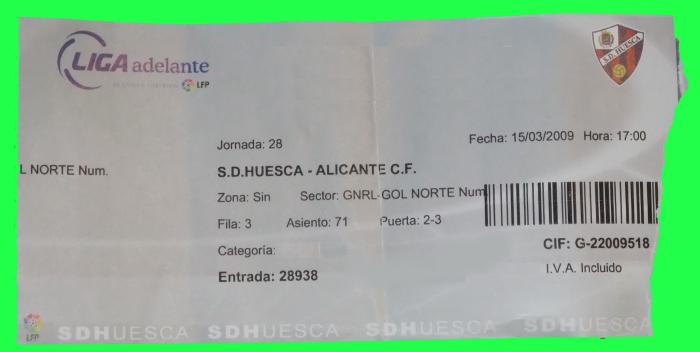 LIGA adelante
LFP
S.D. HUESCA
Jornada: 28
Fecha: 15/03/2009 Hora: 17:00
L NORTE Num.
S.D.HUESCA - ALICANTE C.F.
Zona: Sin Sector: GNRL-GOL NORTE Num
Fila: 3 Asiento: 71 Puerta: 2-3
Categoría:
CIF: G-22009518
Entrada: 28938
I.V.A. Incluido
LFP
SDHUESCA SDHUESCA SDHUESCA SDHUESCA